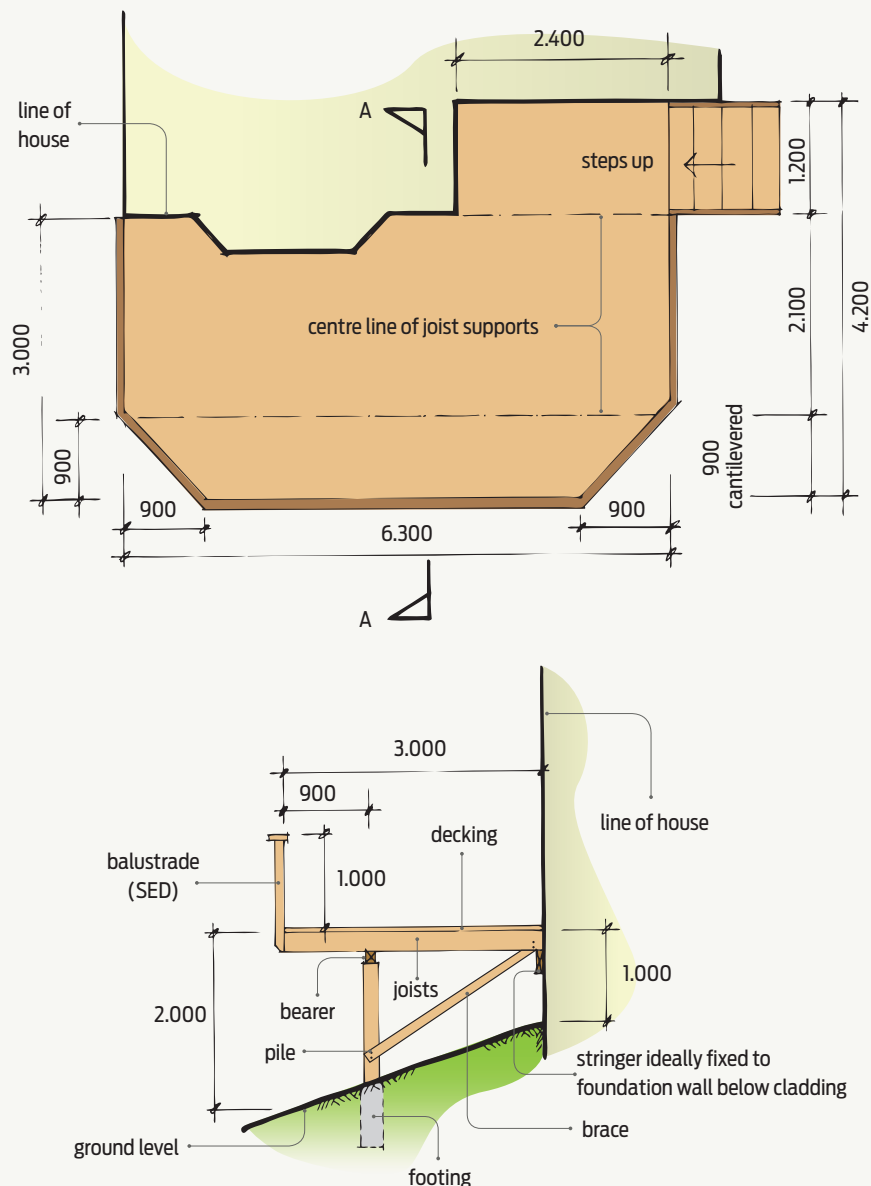 2.400
line of
house
A
steps up
1.200
centre line of joist supports
2.100
4.200
3.000
900
900
cantilevered
900
900
6.300
A
3.000
900
line of house
decking
balustrade
(SED)
1.000
joists
1.000
bearer
2.000
pile
stringer ideally fixed to
foundation wall below cladding
brace
ground level
footing